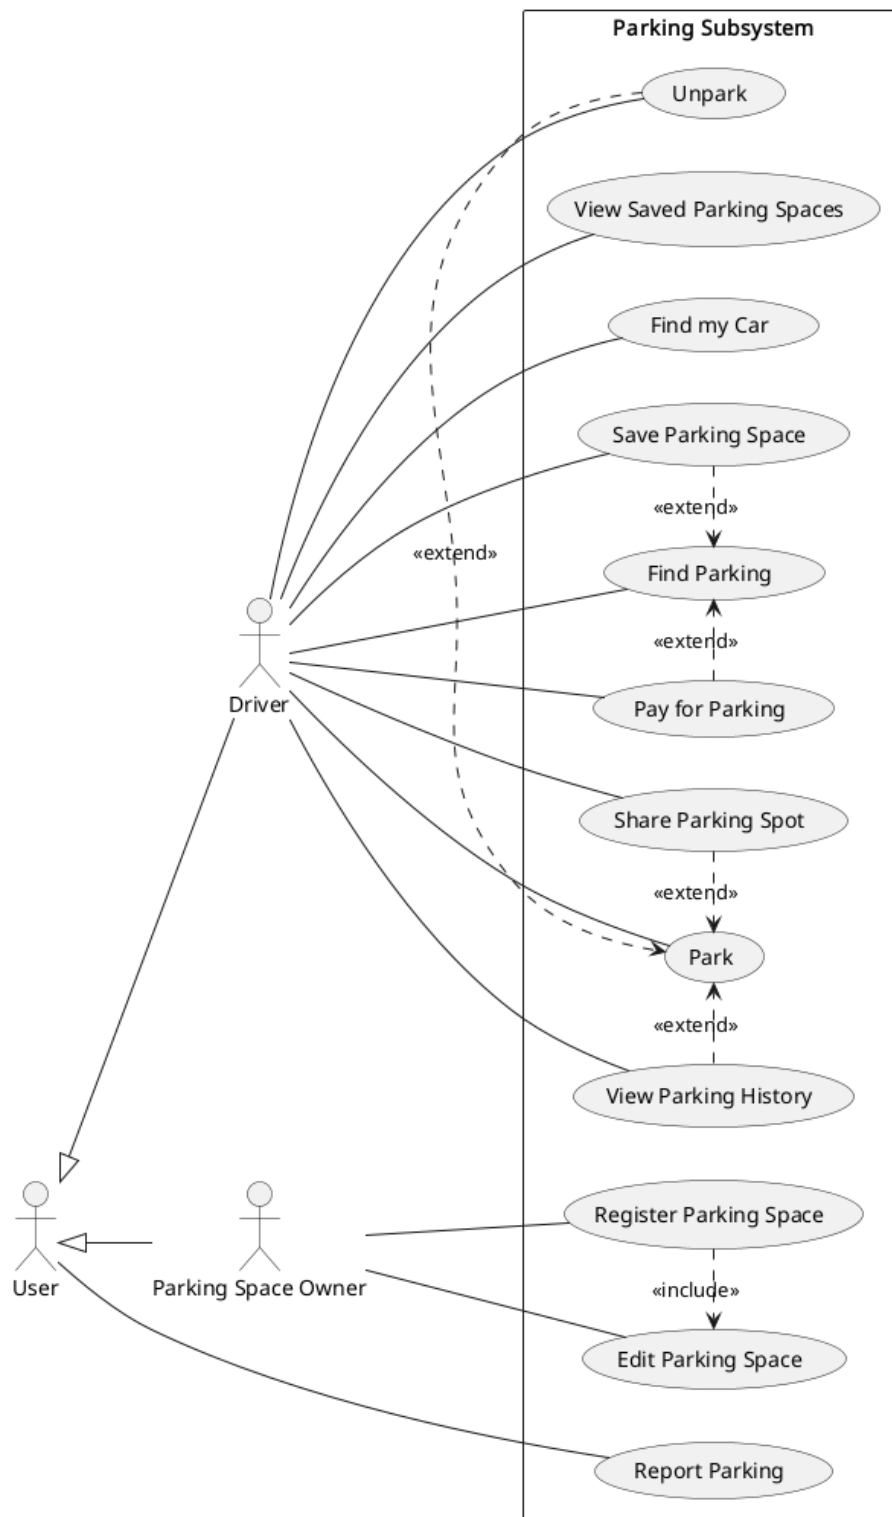 Parking Subsystem
Unpark
View Saved Parking Spaces
Find my Car
Save Parking Space
«extend»
«extend»
Find Parking
«extend»
Driver
Pay for Parking
Share Parking Spot
«extend»
Park
«extend»
View Parking History
Register Parking Space
User
Parking Space Owner
«include»
Edit Parking Space
Report Parking